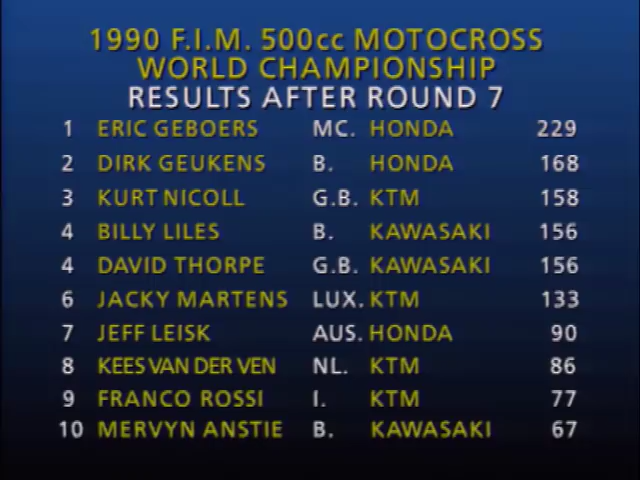 1990 F.I.M. 500cc MOTOCROSS
WORLD CHAMPIONSHIP
RESULTS AFTER ROUND 7
1 ERIC GEBOERS MC. HONDA 229
2 DIRK GEUKENS B. HONDA 168
3 KURT NICOLL G.B. KTM 158
4 BILLY LILES B. KAWASAKI 156
4 DAVID THORPE G.B. KAWASAKI 156
6 JACKY MARTENS LUX. KTM 133
7 JEFF LEISK AUS. HONDA 90
8 KEES VAN DER VEN NL. KTM 86
9 FRANCO ROSSI I. KTM 77
10 MERVYN ANSTIE B. KAWASAKI 67